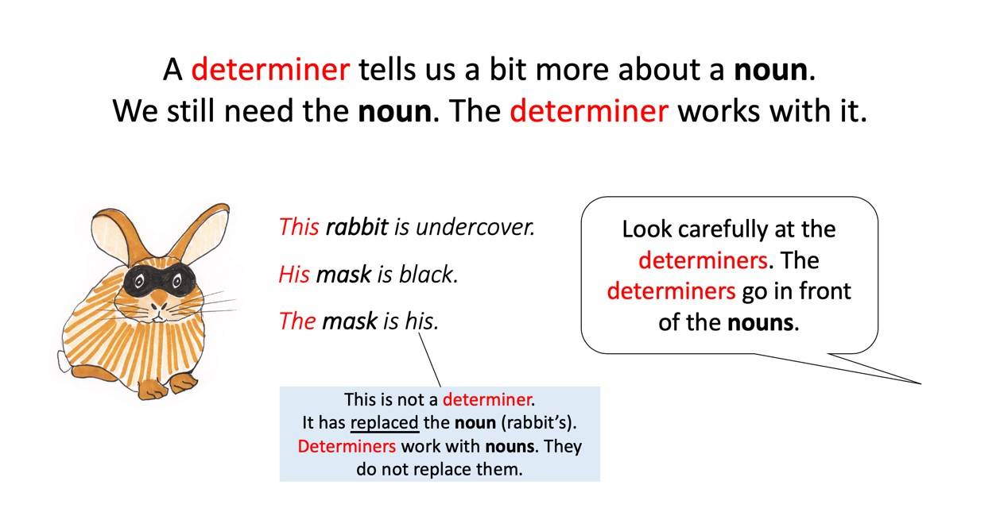 A determiner tells us a bit more about a noun.
We still need the noun. The determiner works with it.
This rabbit is undercover.
His mask is black.
The mask is his.
This is not a determiner.
It has replaced the noun (rabbit’s).
Determiners work with nouns. They
do not replace them.
Look carefully at the
determiners. The
determiners go in front
of the nouns.